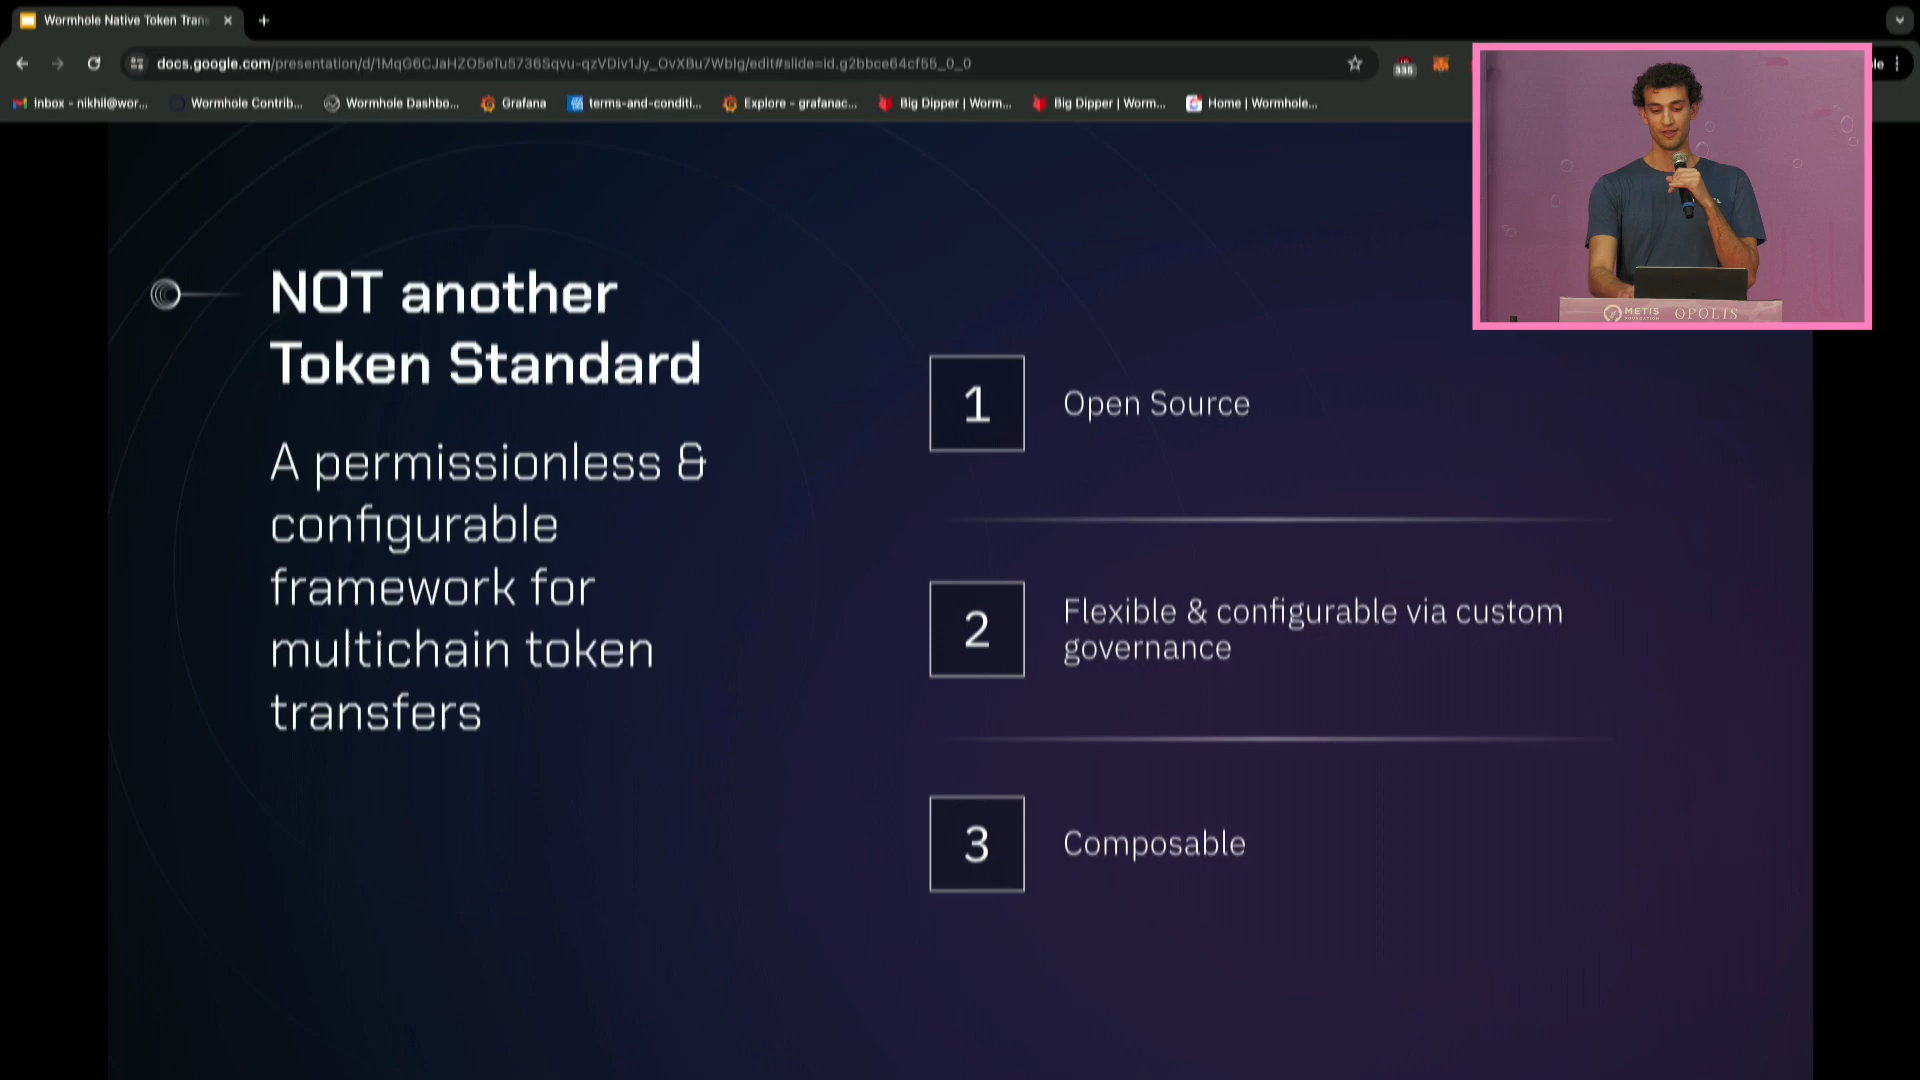 Wormhole Native Token Tran
docs.google.com/presentation/d/1MqG6CJaHZO5eTu5736Sqvu-qzVDiv1Jy_OvXBu7WbIg/edit#slide=id.g2bbce64cf55_0_0
338
le
Inbox - nikhil@wor...
Wormhole Contrib...
Wormhole Dashbo...
Grafana
terms-and-conditi...
Explore - grafanac...
Big Dipper | Worm...
Big Dipper | Worm...
Home | Wormhole...
METIS
OPOLIS
NOT another
Token Standard
A permissionless &
configurable
framework for
multichain token
transfers
1
Open Source
2
Flexible & configurable via custom
governance
3
Composable